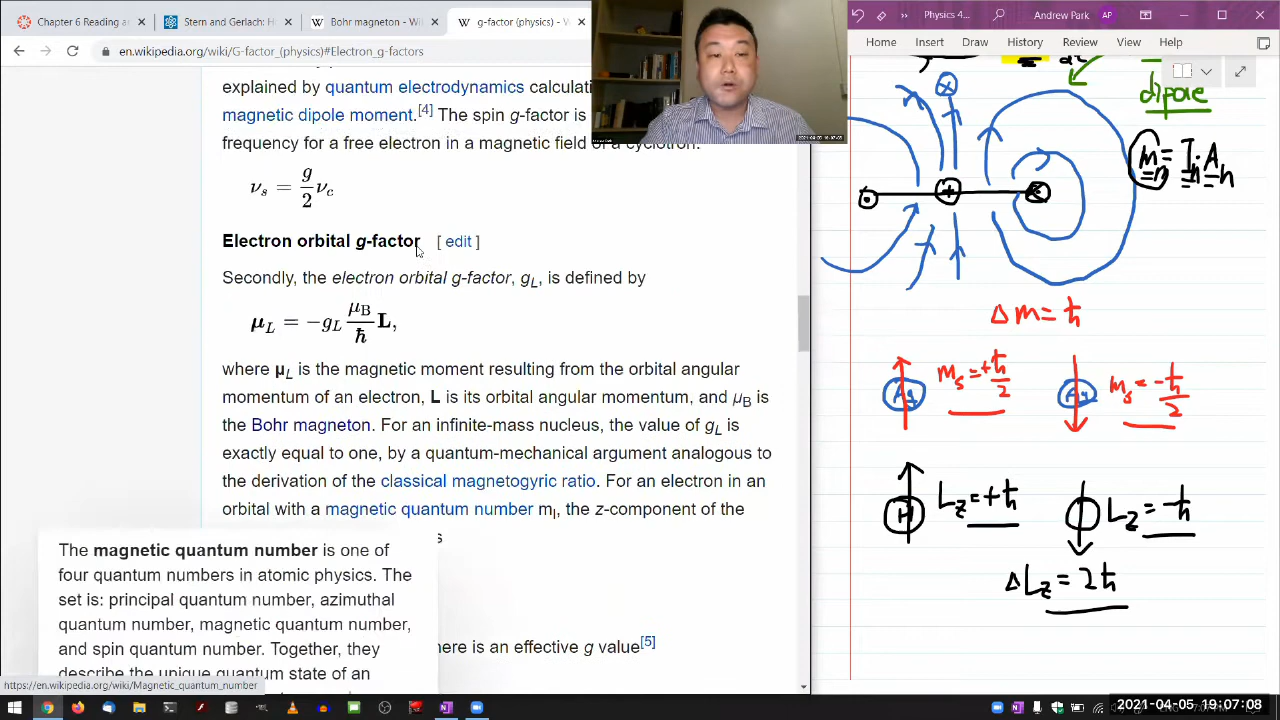 Chapter 6 Reading a
Stern and Gerlach: H
Bohr magneton - Wi
g-factor (physics) -
en.wikipedia.org/wiki/G-factor_(physics)#Electron_g-factors
explained by quantum electrodynamics calculati
magnetic dipole moment.[4] The spin g-factor is
frequency for a free electron in a magnetic field of a cyclotron.
νs = g/2 νc
Electron orbital g-factor [ edit ]
Secondly, the electron orbital g-factor, gL, is defined by
μL = −gL μB/ħ L,
where μL is the magnetic moment resulting from the orbital angular
momentum of an electron, L is its orbital angular momentum, and μB is
the Bohr magneton. For an infinite-mass nucleus, the value of gL is
exactly equal to one, by a quantum-mechanical argument analogous to
the derivation of the classical magnetogyric ratio. For an electron in an
orbital with a magnetic quantum number ml, the z-component of the
s
The magnetic quantum number is one of
four quantum numbers in atomic physics. The
set is: principal quantum number, azimuthal
quantum number, magnetic quantum number,
and spin quantum number. Together, they
describe the unique quantum state of an
here is an effective g value[5]
https://en.wikipedia.org/wiki/Magnetic_quantum_number
2021-04-05 19:07:08
Physics 4...
Andrew Park
AP
Home Insert Draw History Review View Help
dipole
m = I A
Δm = ħ
Ag ms = +ħ/2
Ag ms = -ħ/2
H Lz = +ħ
Lz = -ħ
ΔLz = 2ħ
2021-04-05 19:07:08